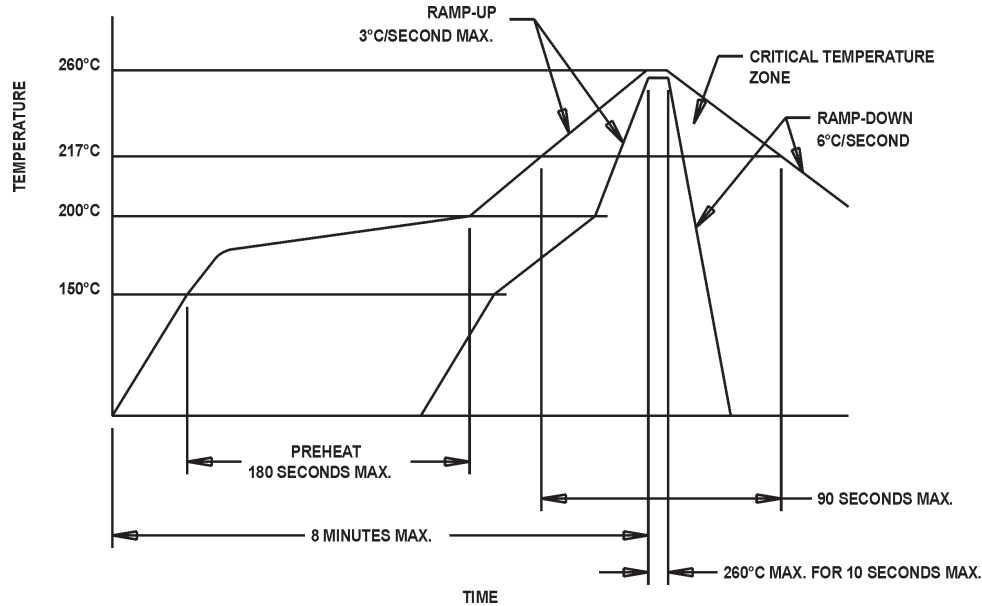 RAMP-UP
3°C/SECOND MAX.
260°C
CRITICAL TEMPERATURE
ZONE
TEMPERATURE
RAMP-DOWN
6°C/SECOND
217°C
200°C
150°C
PREHEAT
180 SECONDS MAX.
90 SECONDS MAX.
8 MINUTES MAX.
260°C MAX. FOR 10 SECONDS MAX.
TIME